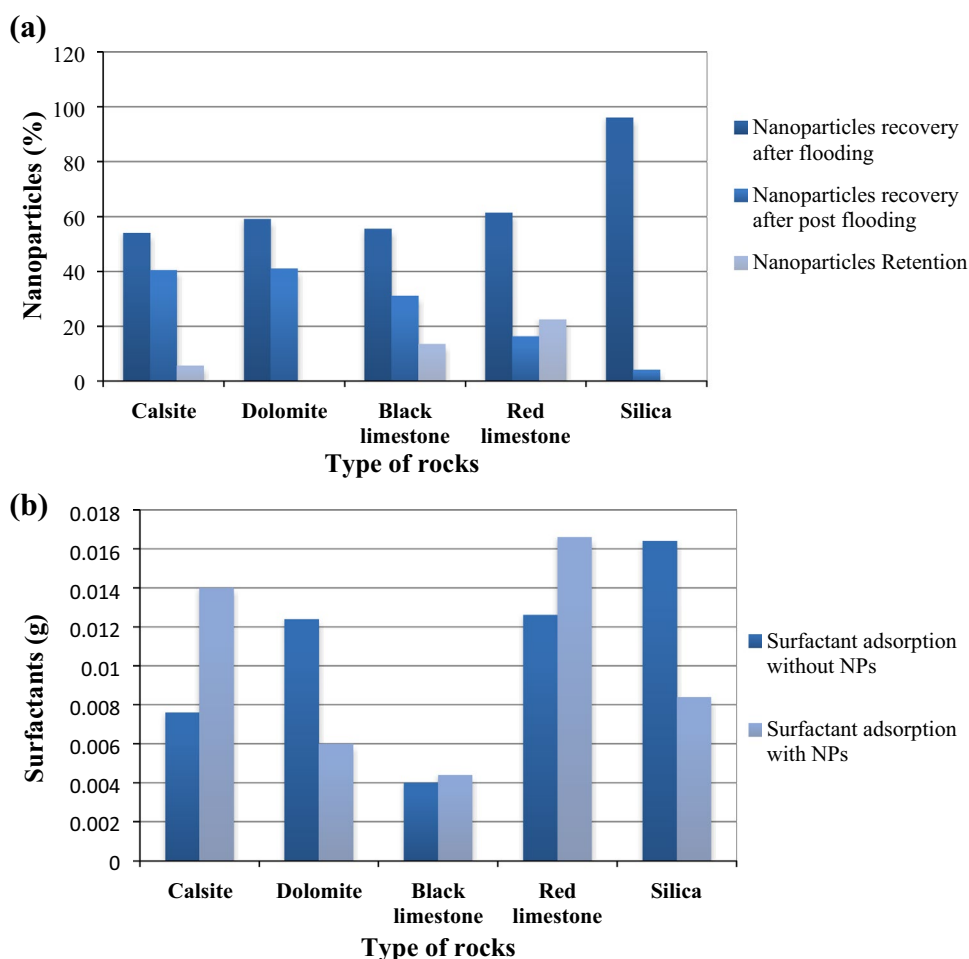 (a)
120
100
80
60
40
20
0
Nanoparticles (%)
Calsite
Dolomite
Black
limestone
Red
limestone
Silica
Type of rocks
Nanoparticles recovery
after flooding
Nanoparticles recovery
after post flooding
Nanoparticles Retention
(b)
0.018
0.016
0.014
0.012
0.01
0.008
0.006
0.004
0.002
0
Surfactants (g)
Calsite
Dolomite
Black
limestone
Red
limestone
Silica
Type of rocks
Surfactant adsorption
without NPs
Surfactant adsorption
with NPs